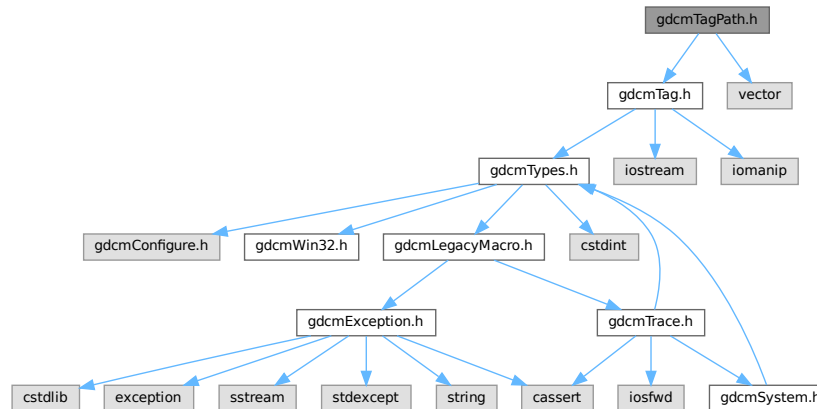 gdcmTagPath.h
gdcmTag.h
vector
gdcmTypes.h
iostream
iomanip
gdcmConfigure.h
gdcmWin32.h
gdcmLegacyMacro.h
cstdint
gdcmException.h
gdcmTrace.h
cstdlib
exception
sstream
stdexcept
string
cassert
iosfwd
gdcmSystem.h